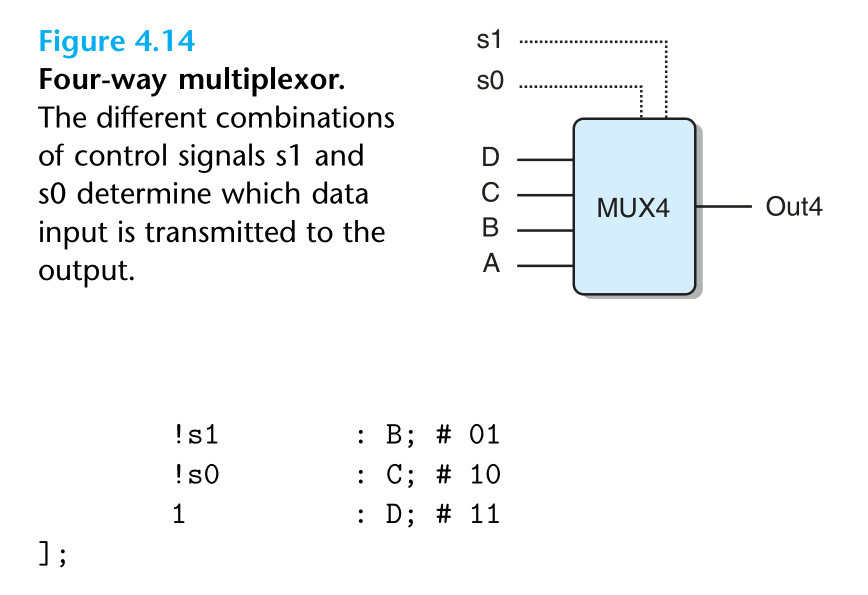 Figure 4.14
Four-way multiplexor.
The different combinations
of control signals s1 and
s0 determine which data
input is transmitted to the
output.
s1
s0
D
C
B
A
MUX4
Out4
!s1 : B; # 01
!s0 : C; # 10
1 : D; # 11
];